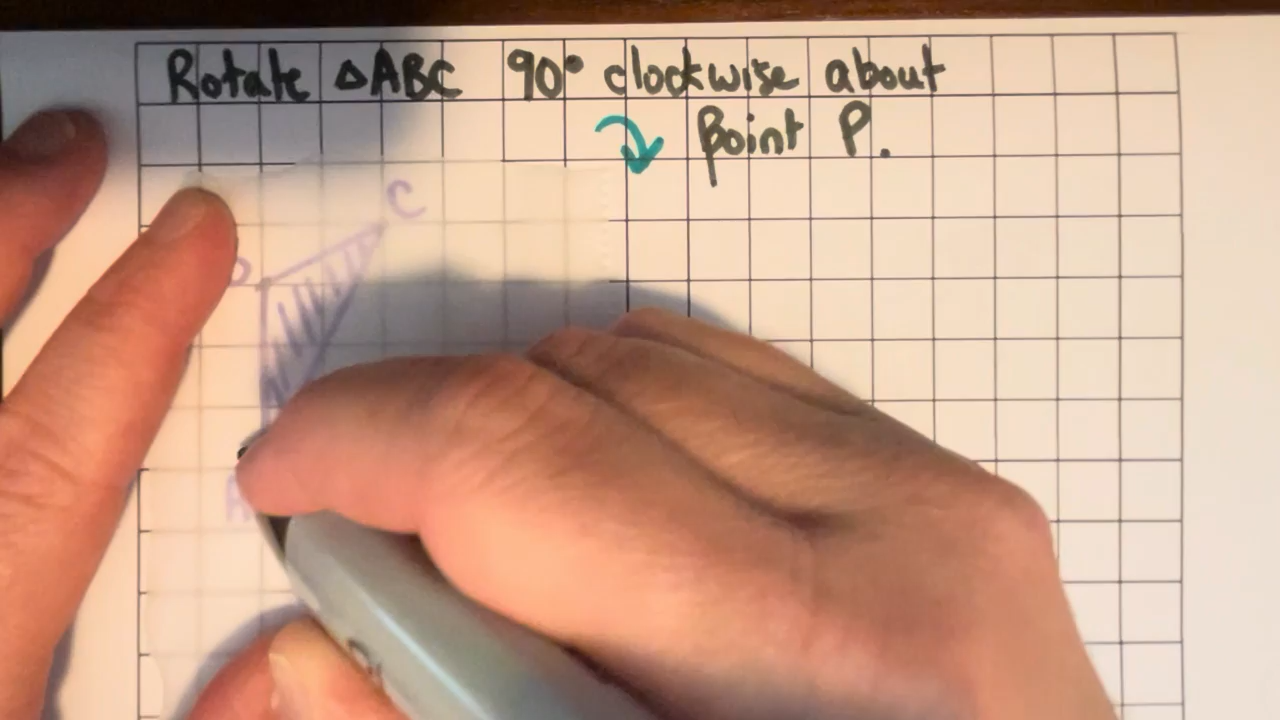 Rotate △ABC 90° clockwise about
Point P.
C